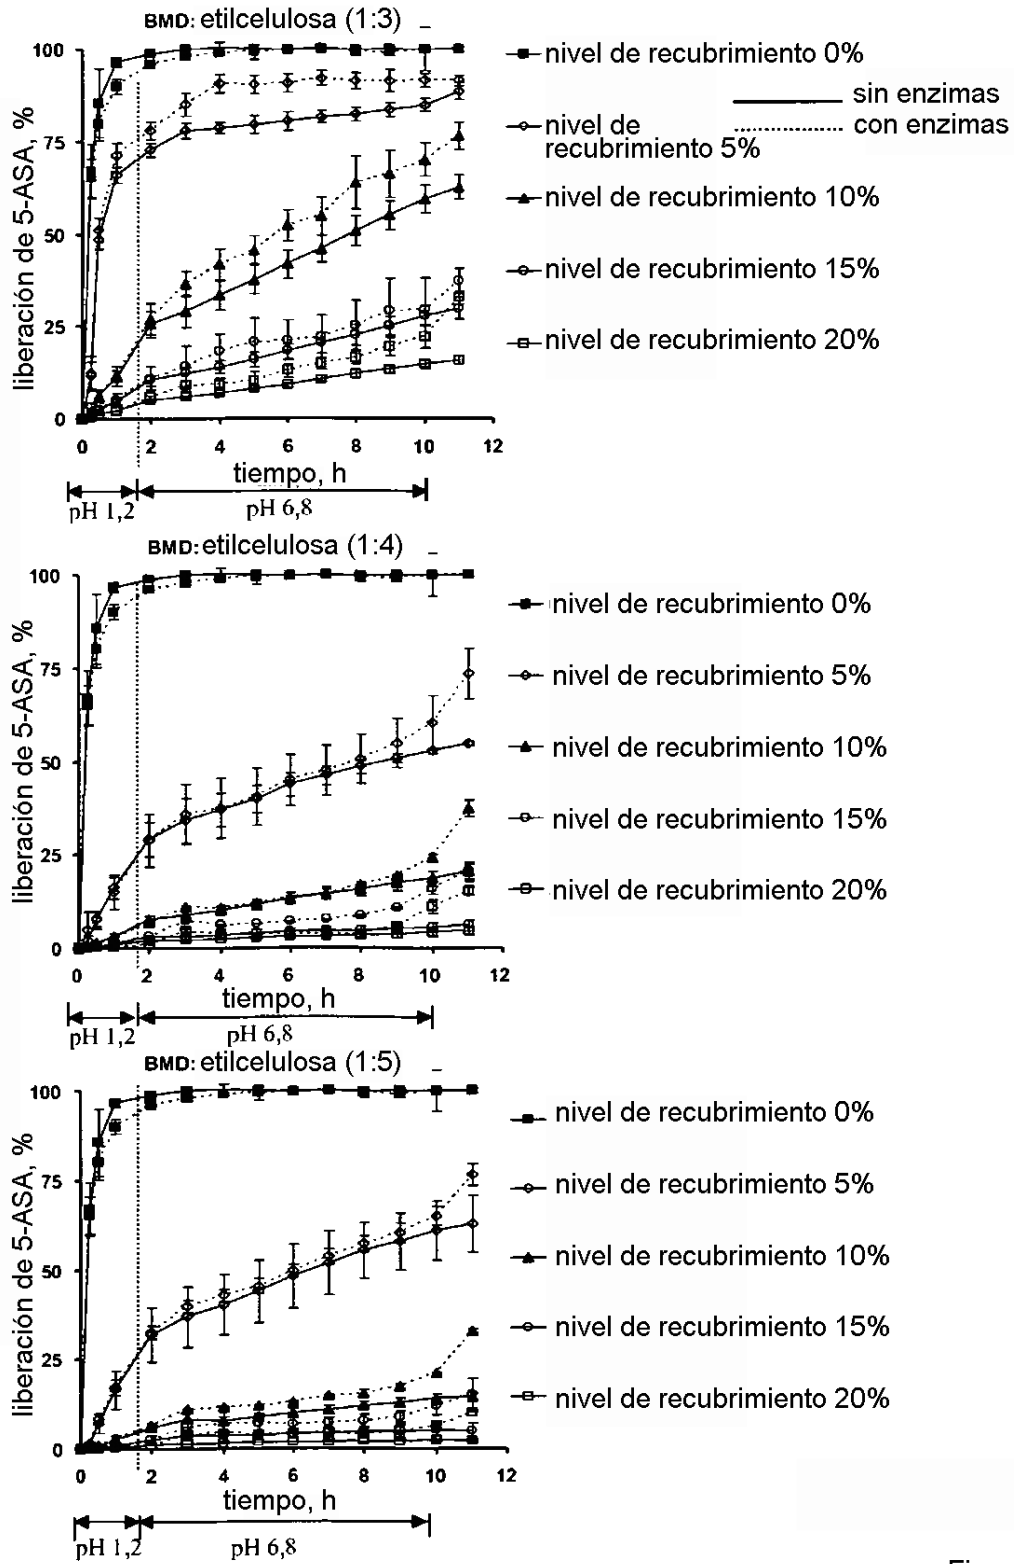 BMD: etilcelulosa (1:3)
liberación de 5-ASA, %
100
75
50
25
0
0 2 4 6 8 10 12
tiempo, h
pH 1,2
pH 6,8
nivel de recubrimiento 0%
nivel de
recubrimiento 5%
nivel de recubrimiento 10%
nivel de recubrimiento 15%
nivel de recubrimiento 20%
sin enzimas
con enzimas
BMD: etilcelulosa (1:4)
liberación de 5-ASA, %
100
75
50
25
0
0 2 4 6 8 10 12
tiempo, h
pH 1,2
pH 6,8
nivel de recubrimiento 0%
nivel de recubrimiento 5%
nivel de recubrimiento 10%
nivel de recubrimiento 15%
nivel de recubrimiento 20%
BMD: etilcelulosa (1:5)
liberación de 5-ASA, %
100
75
50
25
0
0 2 4 6 8 10 12
tiempo, h
pH 1,2
pH 6,8
nivel de recubrimiento 0%
nivel de recubrimiento 5%
nivel de recubrimiento 10%
nivel de recubrimiento 15%
nivel de recubrimiento 20%